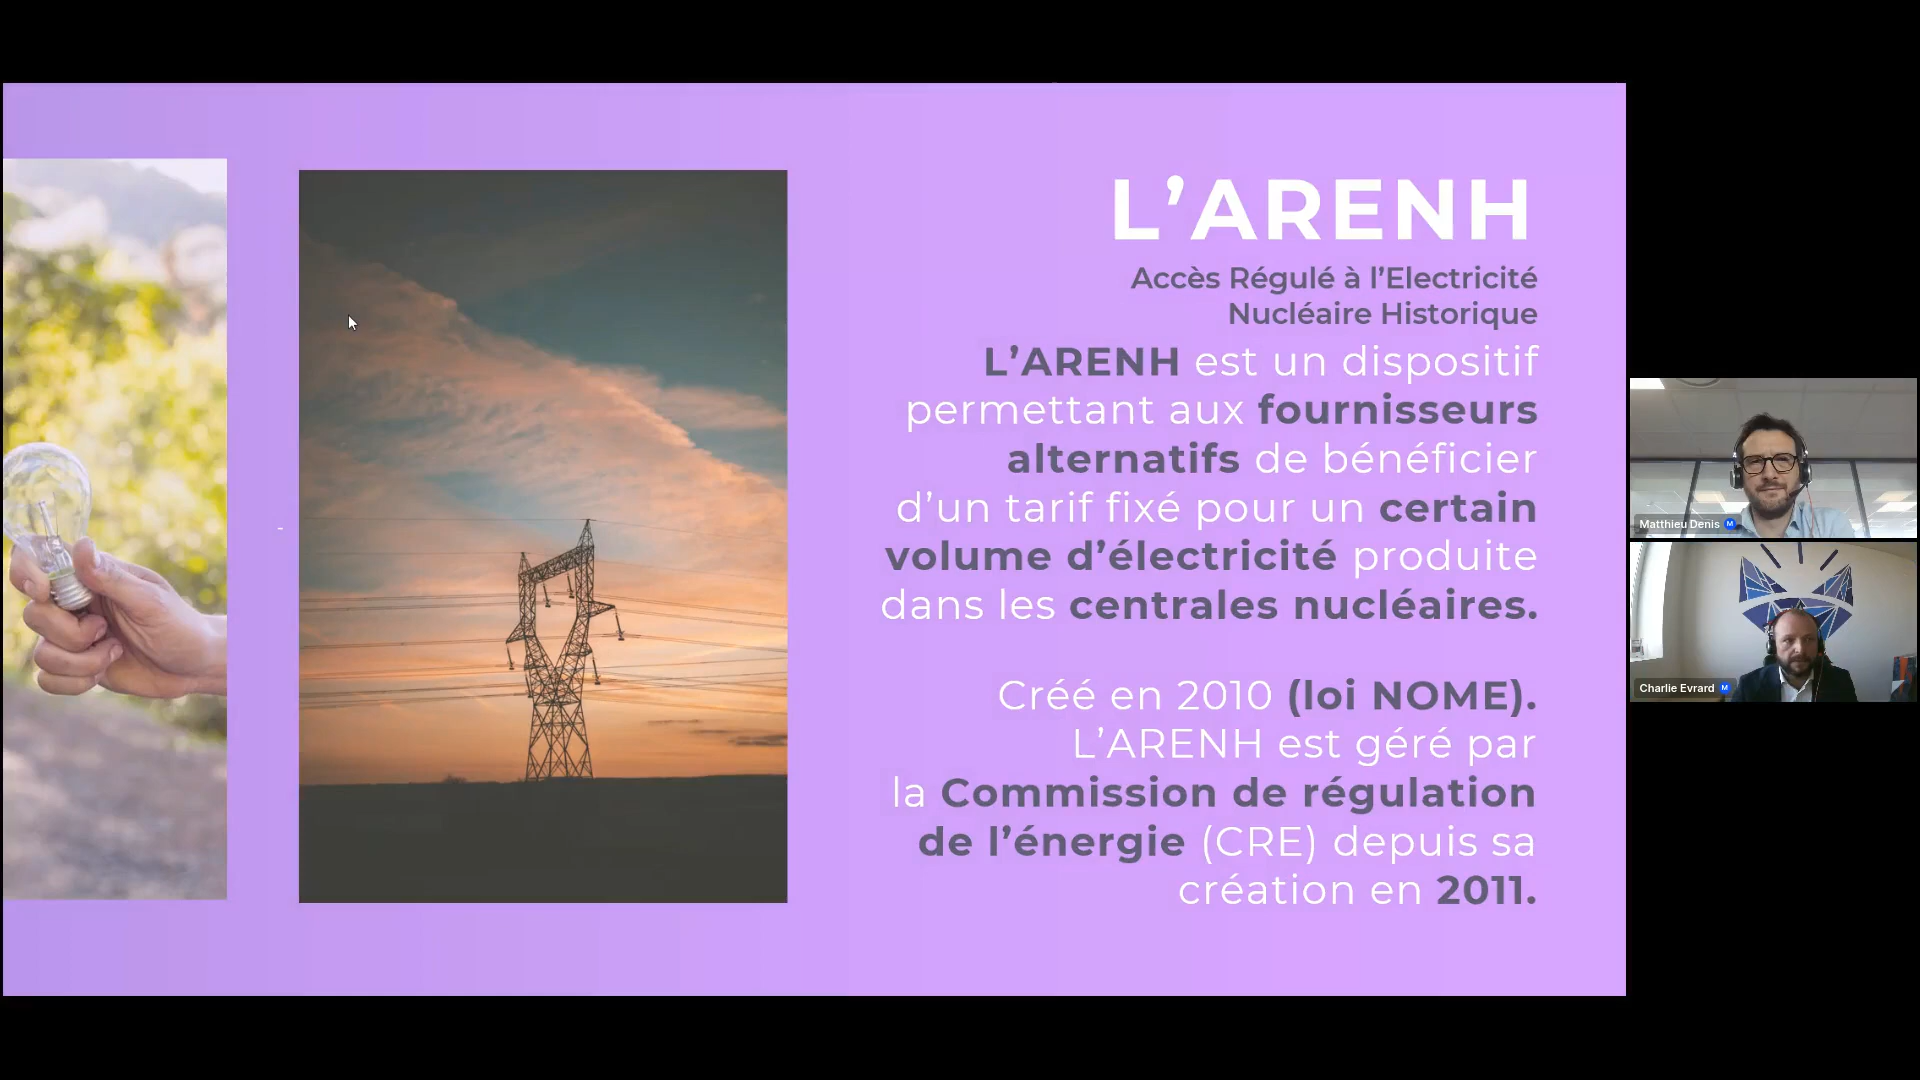 L’ARENH
Accès Régulé à l’Electricité
Nucléaire Historique
L’ARENH est un dispositif
permettant aux fournisseurs
alternatifs de bénéficier
d’un tarif fixé pour un certain
volume d’électricité produite
dans les centrales nucléaires.
Créé en 2010 (loi NOME).
L’ARENH est géré par
la Commission de régulation
de l’énergie (CRE) depuis sa
création en 2011.
Matthieu Denis M
Charlie Evrard M